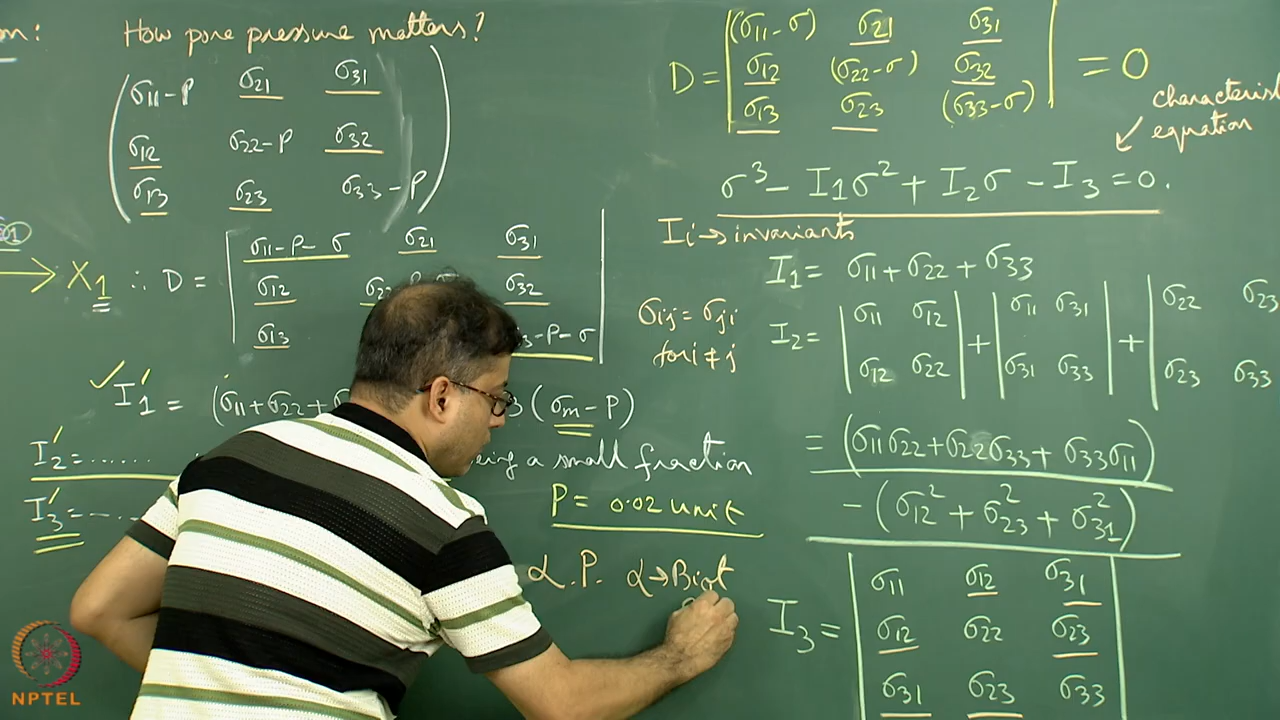 m: How pore pressure matters?
σ11-P σ21 σ31
σ12 σ22-P σ32
σ13 σ23 σ33-P
→ X1 ∴ D =
σ11-P-σ σ21 σ31
σ12 σ32
σ13 -P-σ
✓ I1' = (σ11+σ22+ (σm-P)
I2' = ......
I3' = ...
being a small fraction
P = 0.02 unit
α.P. α→Biot
D = (σ11-σ) σ21 σ31
σ12 (σ22-σ) σ32 = 0
σ13 σ23 (σ33-σ)
characterist
equation
σ³ - I1σ² + I2σ - I3 = 0.
Ii → invariants
I1 = σ11+σ22+σ33
σij = σji
for i≠j
I2 = |σ11 σ12| + |σ11 σ31| + |σ22 σ23
|σ12 σ22| |σ31 σ33| |σ23 σ33
= (σ11σ22+σ22σ33+σ33σ11)
-(σ12²+σ23²+σ31²)
I3 = σ11 σ12 σ31
σ12 σ22 σ23
σ31 σ23 σ33
NPTEL